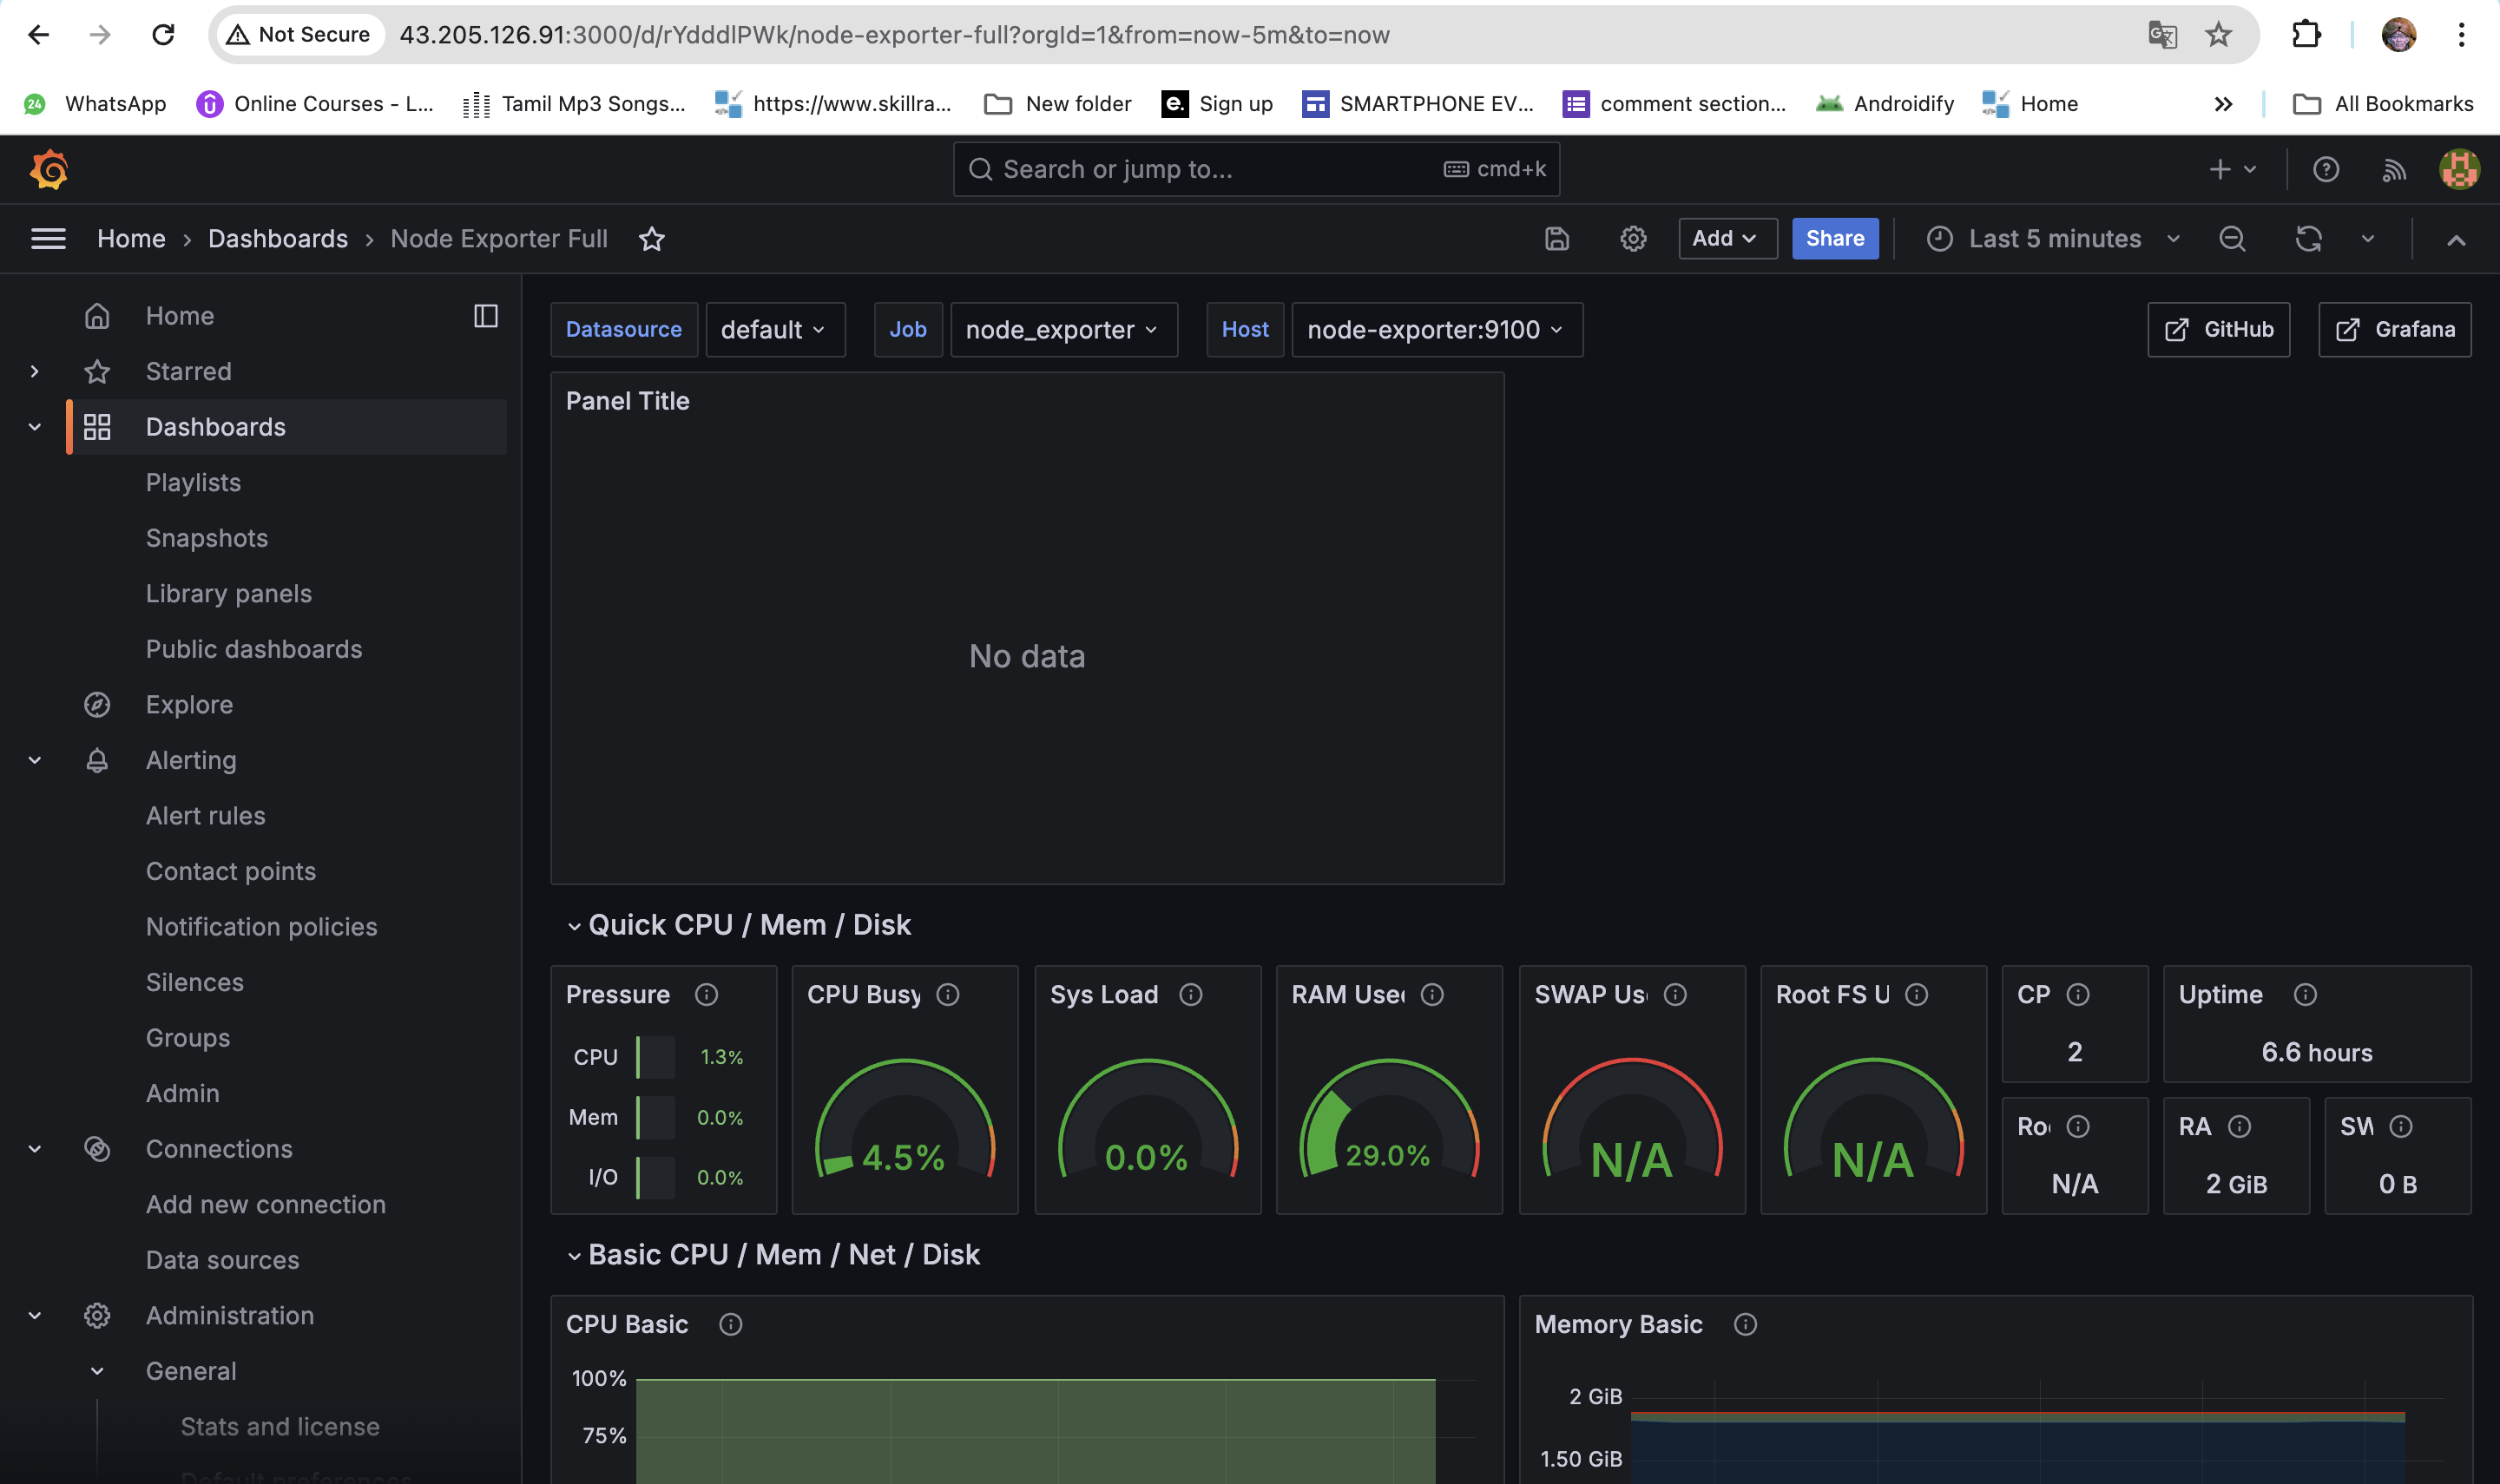 Not Secure 43.205.126.91:3000/d/rYdddlPWk/node-exporter-full?orgId=1&from=now-5m&to=now
24 WhatsApp Online Courses - L... Tamil Mp3 Songs... https://www.skillra... New folder e. Sign up SMARTPHONE EV... comment section... Androidify Home All Bookmarks
Search or jump to... cmd+k
Home Dashboards Node Exporter Full Add Share Last 5 minutes
Home
Starred
Dashboards
Playlists
Snapshots
Library panels
Public dashboards
Explore
Alerting
Alert rules
Contact points
Notification policies
Silences
Groups
Admin
Connections
Add new connection
Data sources
Administration
General
Stats and license
Default preferences
Datasource default Job node_exporter Host node-exporter:9100 GitHub Grafana
Panel Title
No data
Quick CPU / Mem / Disk
Pressure
CPU 1.3%
Mem 0.0%
I/O 0.0%
CPU Busy
4.5%
Sys Load
0.0%
RAM Used
29.0%
SWAP Us
N/A
Root FS U
N/A
CP
2
Uptime
6.6 hours
Roo
N/A
RA
2 GiB
SW
0 B
Basic CPU / Mem / Net / Disk
CPU Basic
100%
75%
Memory Basic
2 GiB
1.50 GiB